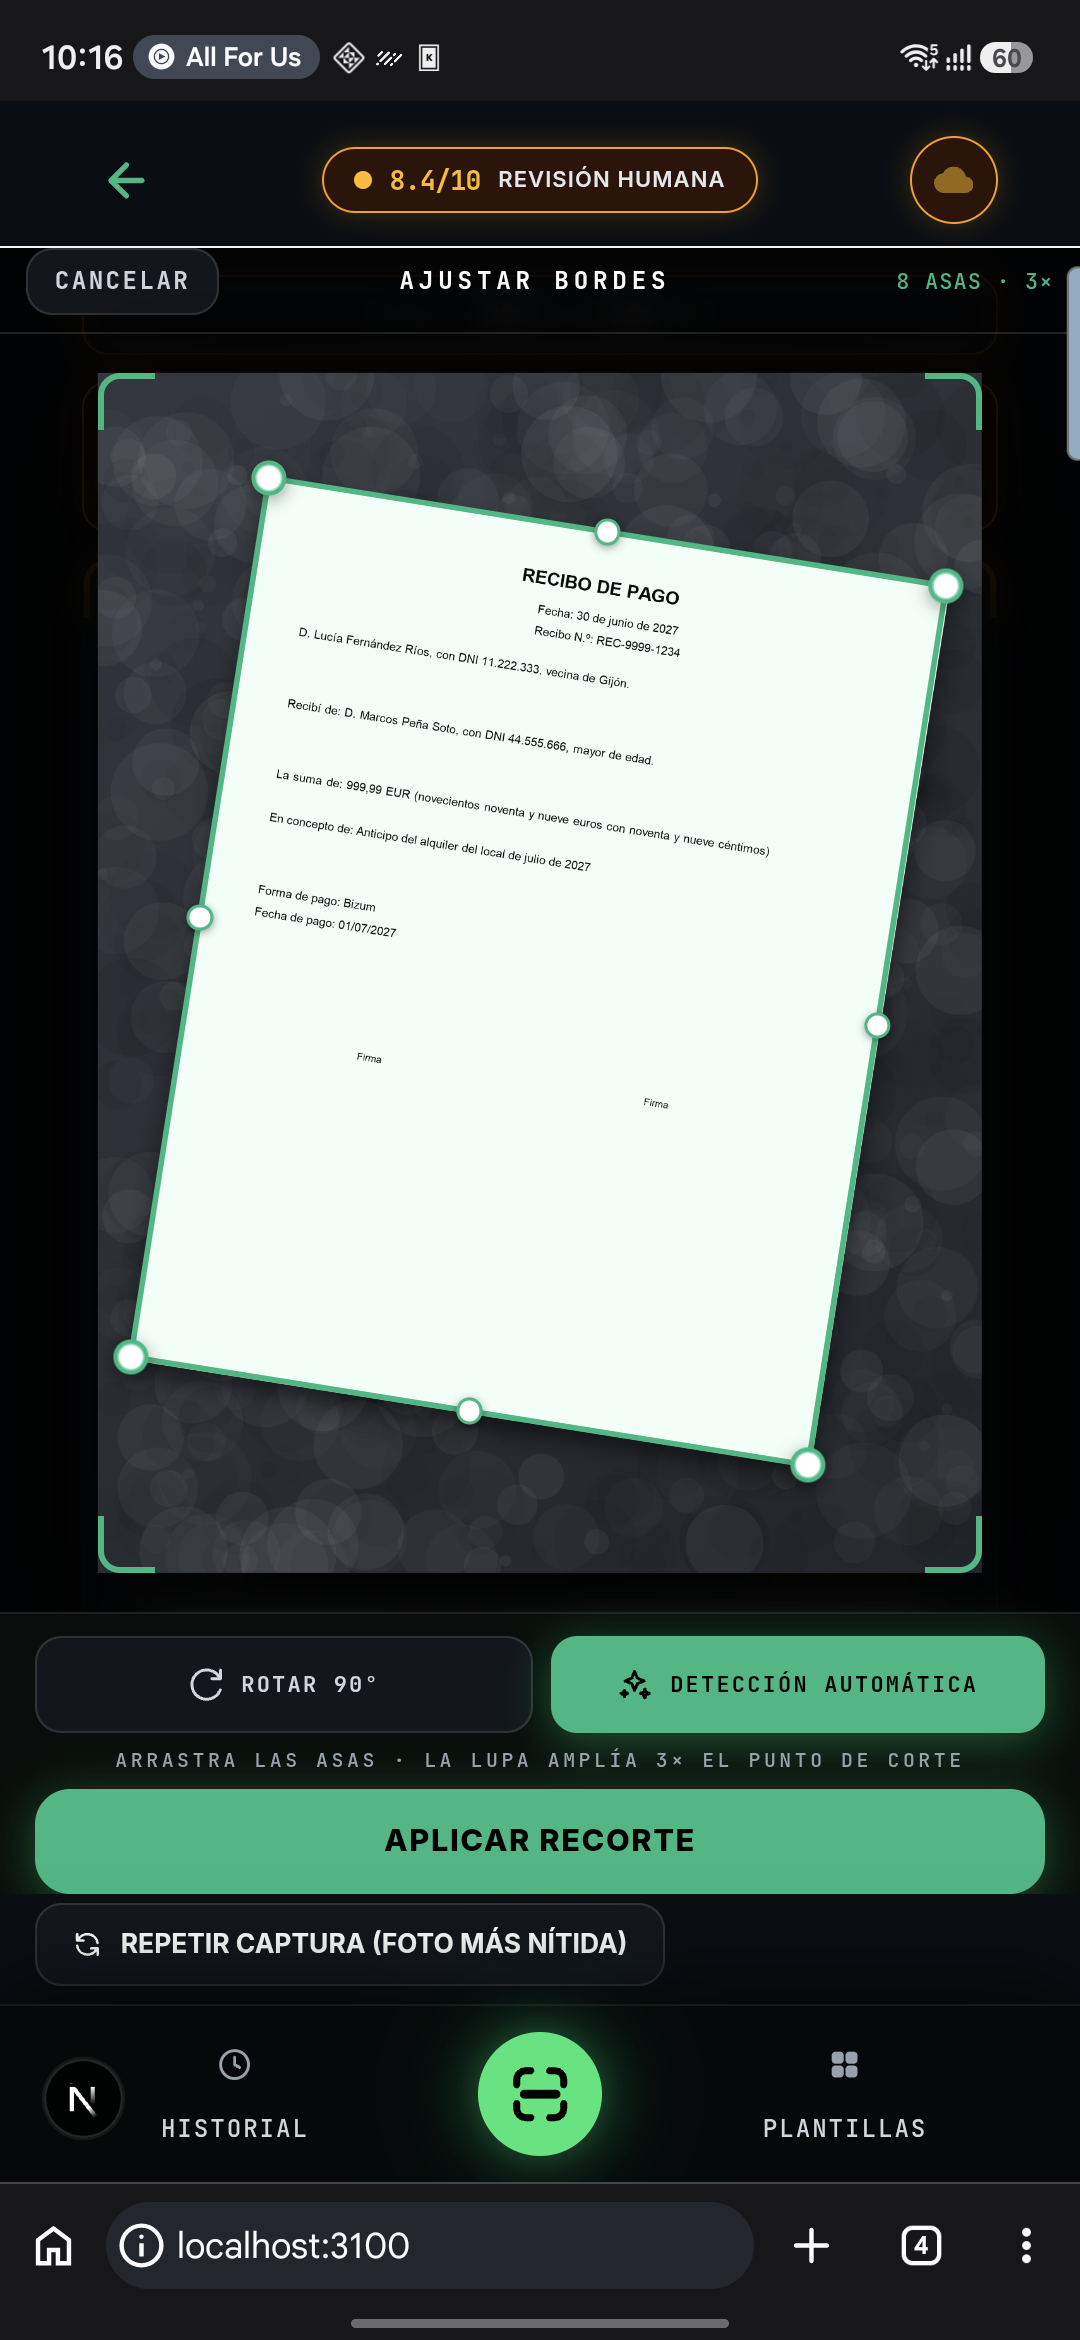 10:16 All For Us 5 60
8.4/10 REVISIÓN HUMANA
CANCELAR AJUSTAR BORDES 8 ASAS · 3×
RECIBO DE PAGO
Fecha: 30 de junio de 2027
Recibo N.º: REC-9999-1234
D. Lucía Fernández Ríos, con DNI 11.222.333, vecina de Gijón.
Recibí de: D. Marcos Peña Soto, con DNI 44.555.666, mayor de edad.
La suma de: 999,99 EUR (novecientos noventa y nueve euros con noventa y nueve céntimos)
En concepto de: Anticipo del alquiler del local de julio de 2027
Forma de pago: Bizum
Fecha de pago: 01/07/2027
Firma
Firma
ROTAR 90° DETECCIÓN AUTOMÁTICA
ARRASTRA LAS ASAS · LA LUPA AMPLÍA 3× EL PUNTO DE CORTE
APLICAR RECORTE
REPETIR CAPTURA (FOTO MÁS NÍTIDA)
N HISTORIAL PLANTILLAS
localhost:3100 4